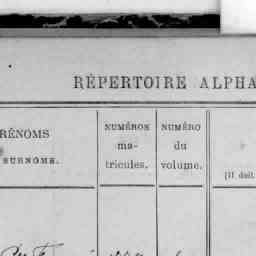 RÉPERTOIRE ALPHA
RÉNOMS
SURNOMS.
NUMÉROS
ma-
tricules.
NUMÉRO
du
volume.
[Il doit